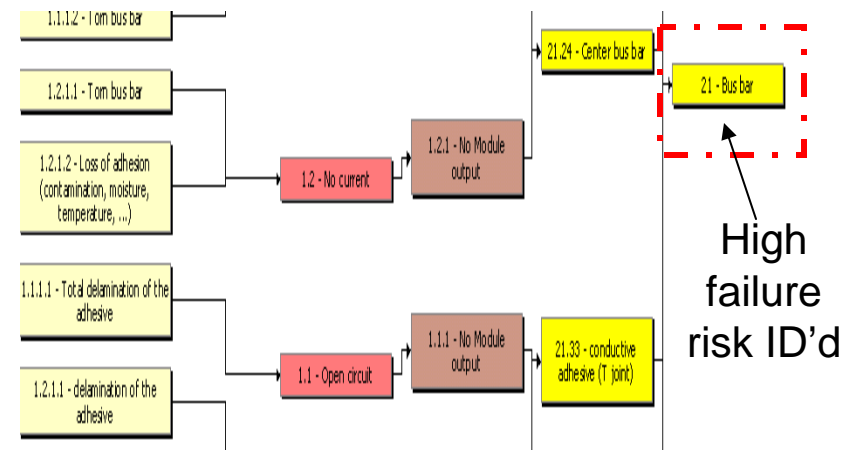 1.1.1.2 - Torn bus bar
1.2.1.1 - Torn bus bar
1.2.1.2 - Loss of adhesion
(contamination, moisture,
temperature, ...)
1.2 - No current
1.2.1 - No Module
output
21.24 - Center bus bar
21 - Bus bar
High
failure
risk ID'd
1.1.1.1 - Total delamination of the
adhesive
1.2.1.1 - delamination of the
adhesive
1.1 - Open circuit
1.1.1 - No Module
output
21.33 - conductive
adhesive (T joint)